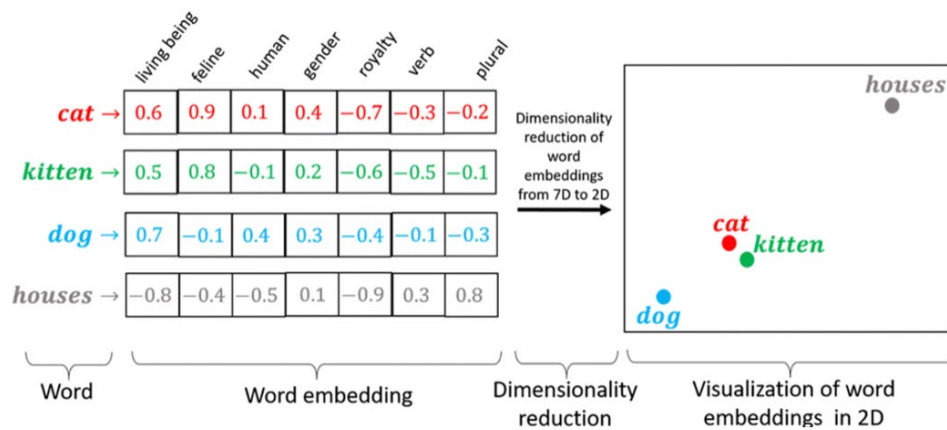 living being feline human gender royalty verb plural
cat → 0.6 0.9 0.1 0.4 −0.7 −0.3 −0.2
kitten → 0.5 0.8 −0.1 0.2 −0.6 −0.5 −0.1
dog → 0.7 −0.1 0.4 0.3 −0.4 −0.1 −0.3
houses → −0.8 −0.4 −0.5 0.1 −0.9 0.3 0.8
Dimensionality
reduction of
word
embeddings
from 7D to 2D
houses
cat
kitten
dog
Word
Word embedding
Dimensionality
reduction
Visualization of word
embeddings in 2D